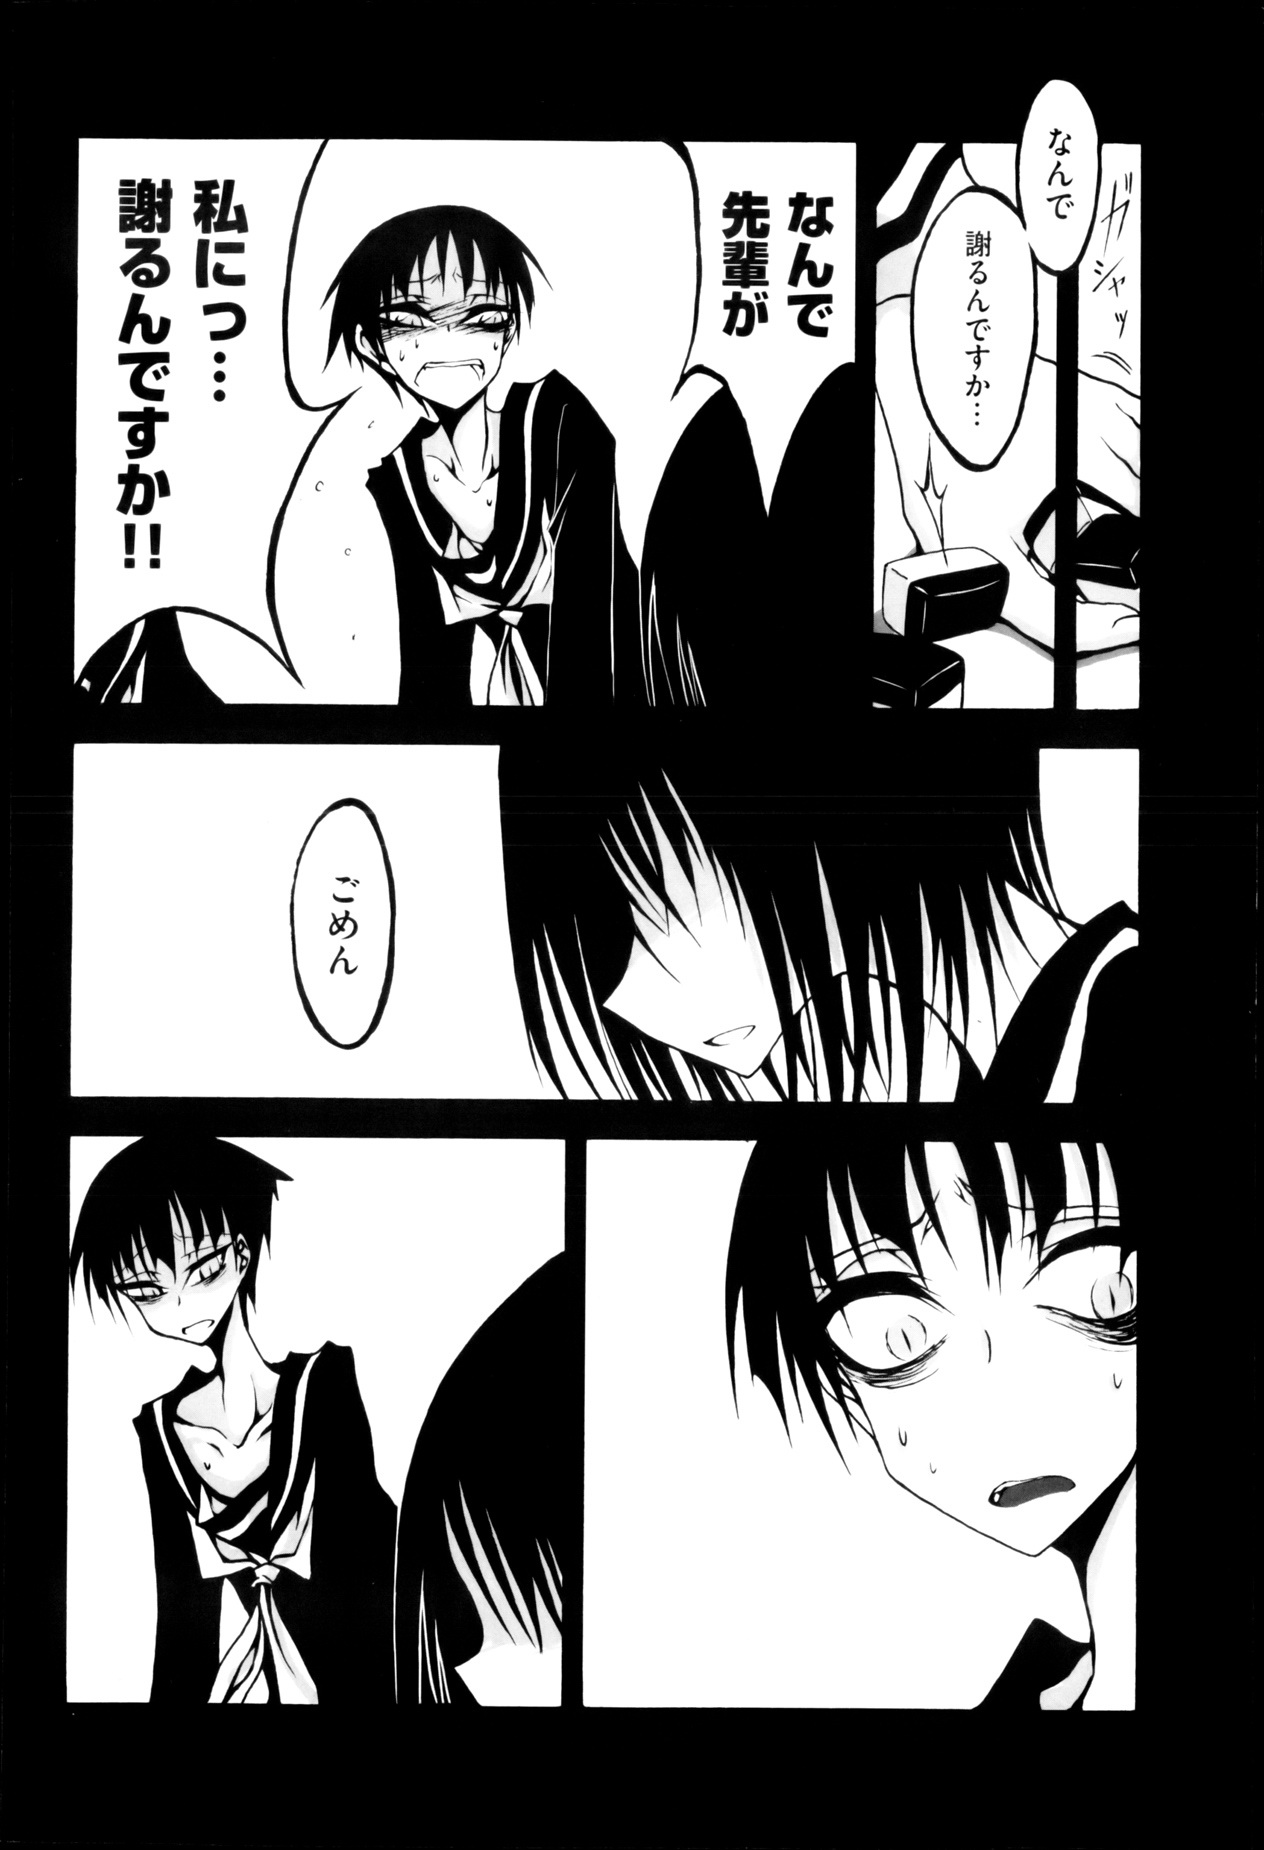 なんで
謝るんですか…
ガシャッ
なんで
先輩が
私にっ…
謝るんですか!!
ごめん